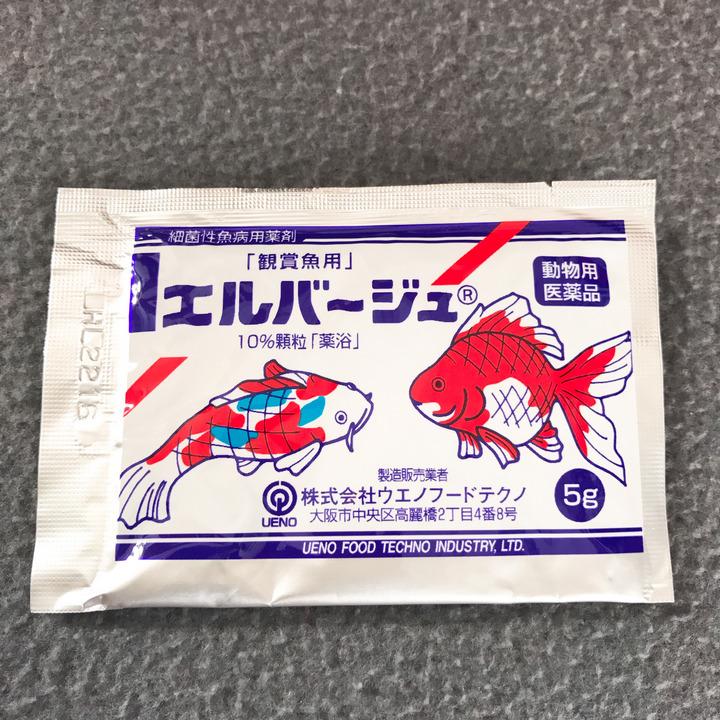 細菌性魚病用薬剤
「観賞魚用」
エルバージュ®
動物用
医薬品
10%顆粒「薬浴」
製造販売業者
株式会社ウエノフードテクノ
UENO
大阪市中央区高麗橋2丁目4番8号
5g
UENO FOOD TECHNO INDUSTRY, LTD.